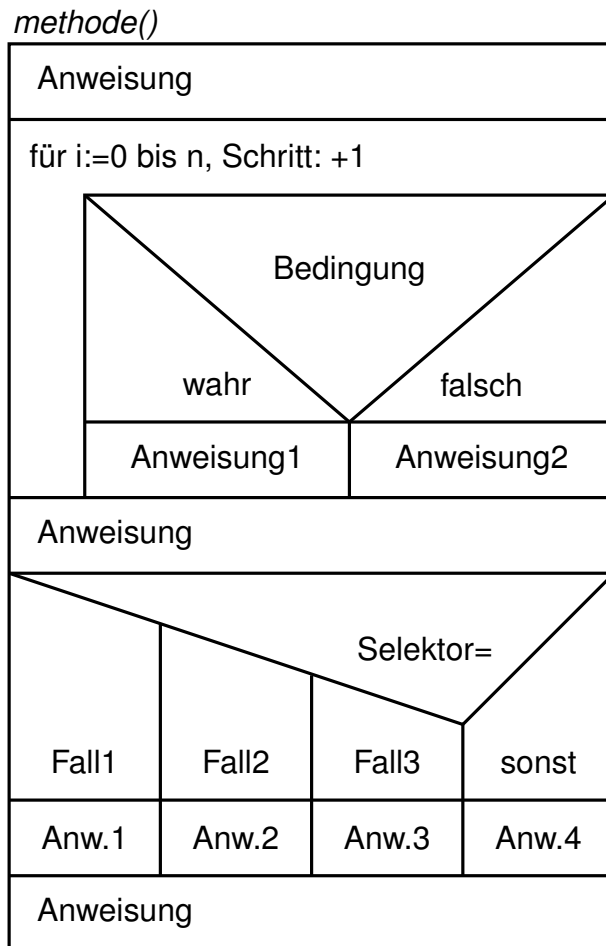 methode()
Anweisung
für i:=0 bis n, Schritt: +1
Bedingung
wahr falsch
Anweisung1 Anweisung2
Anweisung
Selektor=
Fall1 Fall2 Fall3 sonst
Anw.1 Anw.2 Anw.3 Anw.4
Anweisung